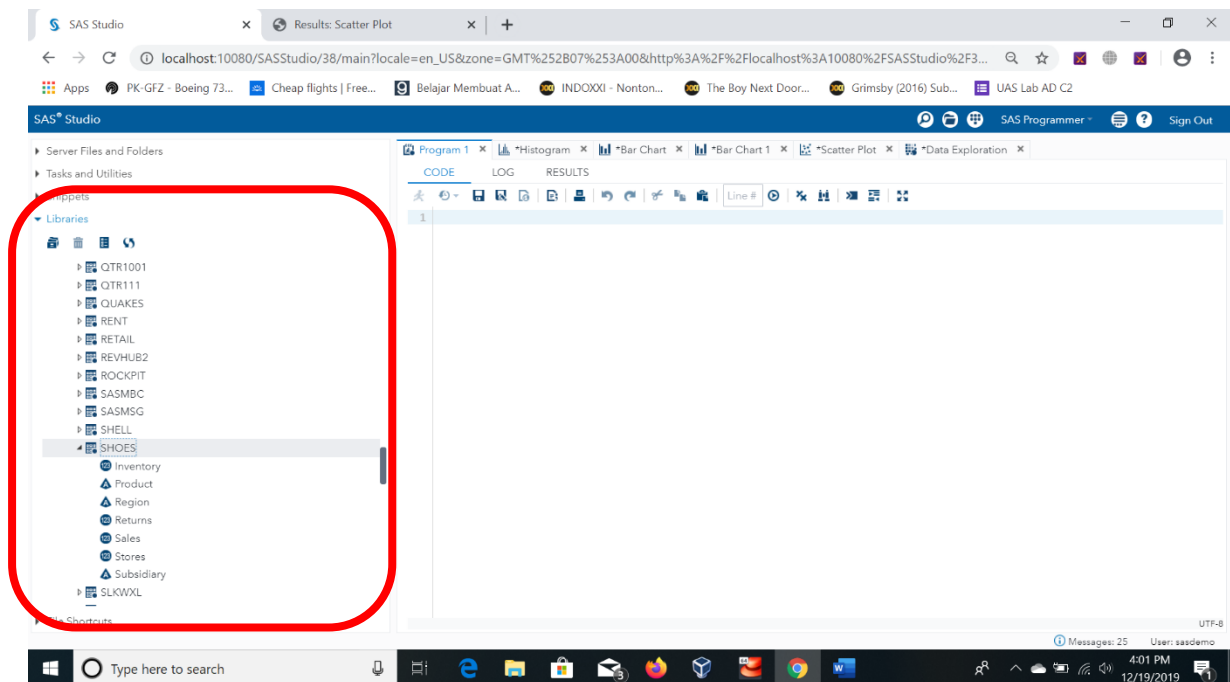 SAS Studio
Results: Scatter Plot
localhost:10080/SASStudio/38/main?locale=en_US&zone=GMT%252B07%253A00&http%3A%2F%2Flocalhost%3A10080%2FSASStudio%2F3...
Apps PK-GFZ - Boeing 73... Cheap flights | Free... Belajar Membuat A... INDOXXI - Nonton... The Boy Next Door... Grimsby (2016) Sub... UAS Lab AD C2
SAS® Studio
SAS Programmer
Sign Out
Server Files and Folders
Tasks and Utilities
Libraries
QTR1001
QTR111
QUAKES
RENT
RETAIL
REVHUB2
ROCKPIT
SASMBC
SASMSG
SHELL
SHOES
Inventory
Product
Region
Returns
Sales
Stores
Subsidiary
SLKWXL
Shortcuts
Program 1 *Histogram *Bar Chart *Bar Chart 1 *Scatter Plot *Data Exploration
CODE LOG RESULTS
Line #
1
UTF-8
Messages: 25 User: sasdemo
Type here to search
4:01 PM
12/19/2019